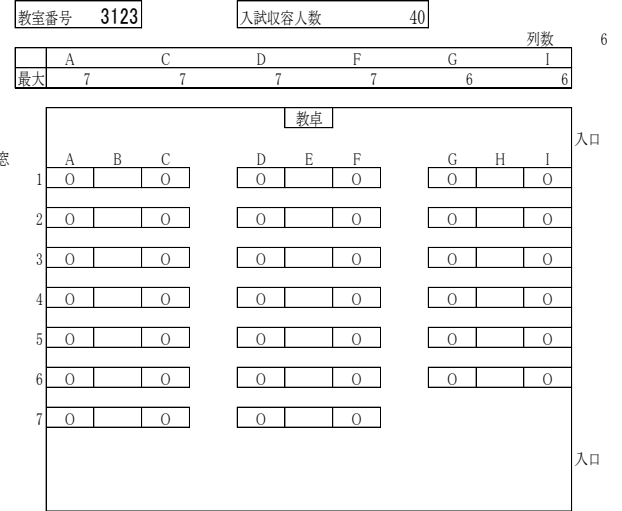 教室番号 3123 入試収容人数 40
列数 6
A C D F G I
最大 7 7 7 7 6 6
教卓
入口
窓
A B C D E F G H I
1 O O O O O O
2 O O O O O O
3 O O O O O O
4 O O O O O O
5 O O O O O O
6 O O O O O O
7 O O O O
入口